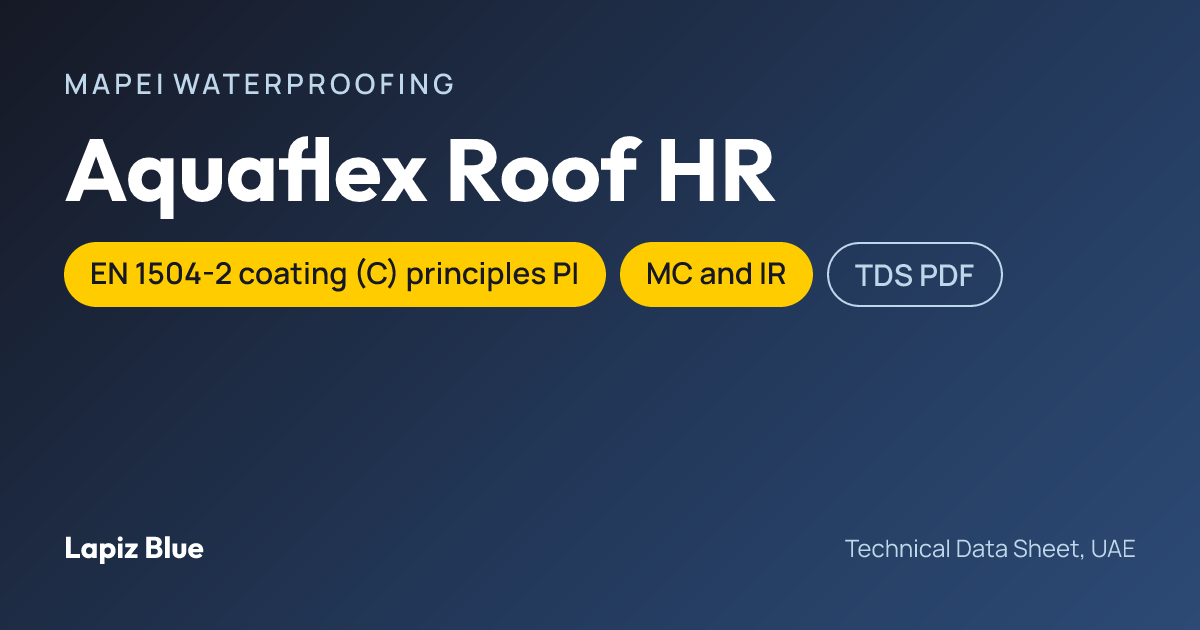 MAPEI WATERPROOFING
Aquaflex Roof HR
EN 1504-2 coating (C) principles PI
MC and IR
TDS PDF
Lapiz Blue
Technical Data Sheet, UAE